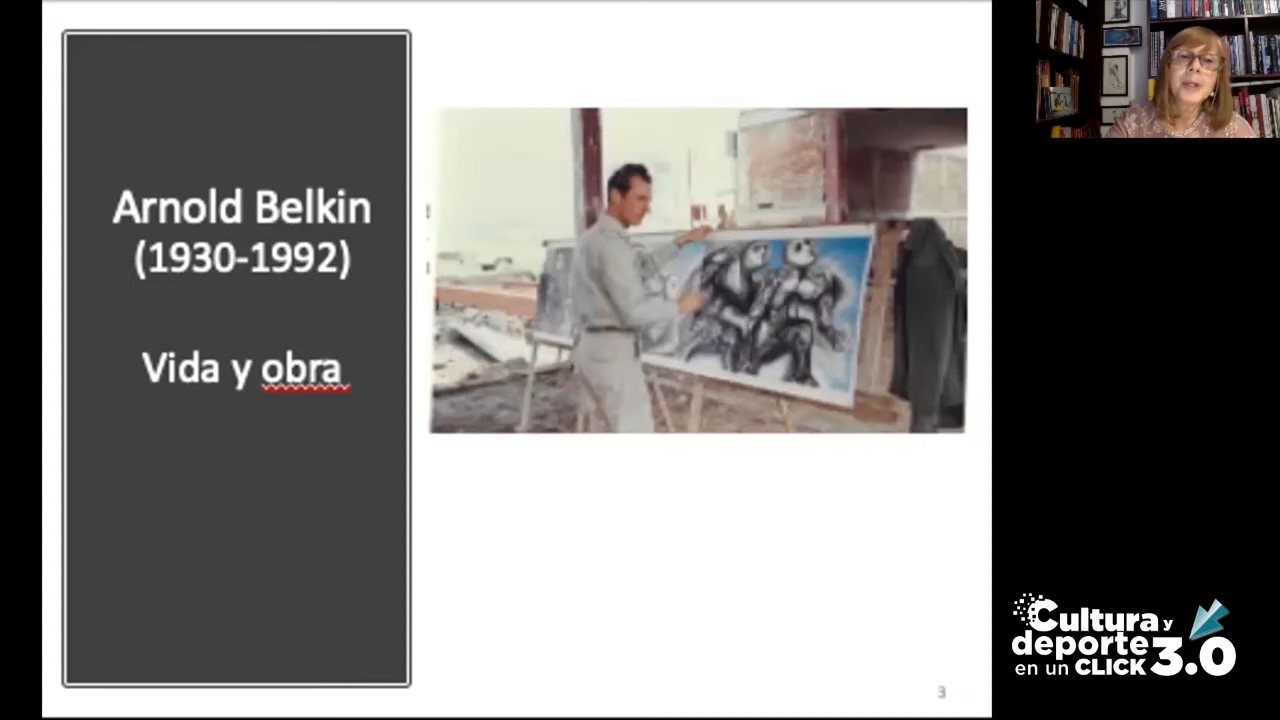 Arnold Belkin
(1930-1992)
Vida y obra
3
Cultura y
deporte
en un CLICK 3.0